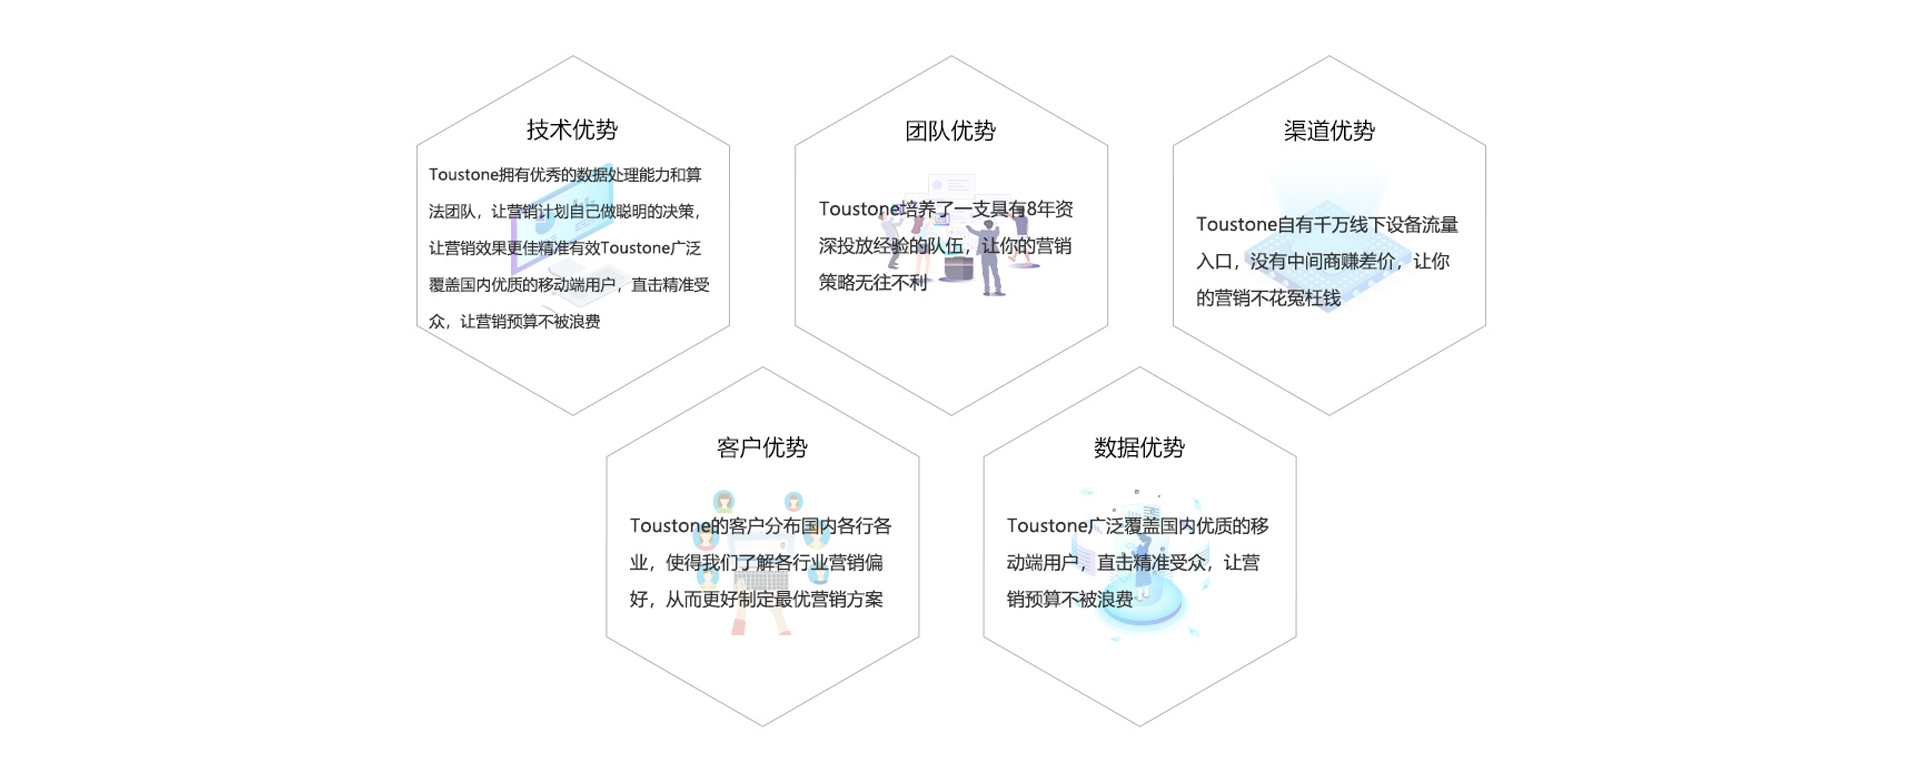 技术优势
Toustone拥有优秀的数据处理能力和算
法团队，让营销计划自己做聪明的决策，
让营销效果更佳精准有效Toustone广泛
覆盖国内优质的移动端用户，直击精准受
众，让营销预算不被浪费
团队优势
Toustone培养了一支具有8年资
深投放经验的队伍，让你的营销
策略无往不利
渠道优势
Toustone自有千万线下设备流量
入口，没有中间商赚差价，让你
的营销不花冤枉钱
客户优势
Toustone的客户分布国内各行各
业，使得我们了解各行业营销偏
好，从而更好制定最优营销方案
数据优势
Toustone广泛覆盖国内优质的移
动端用户，直击精准受众，让营
销预算不被浪费